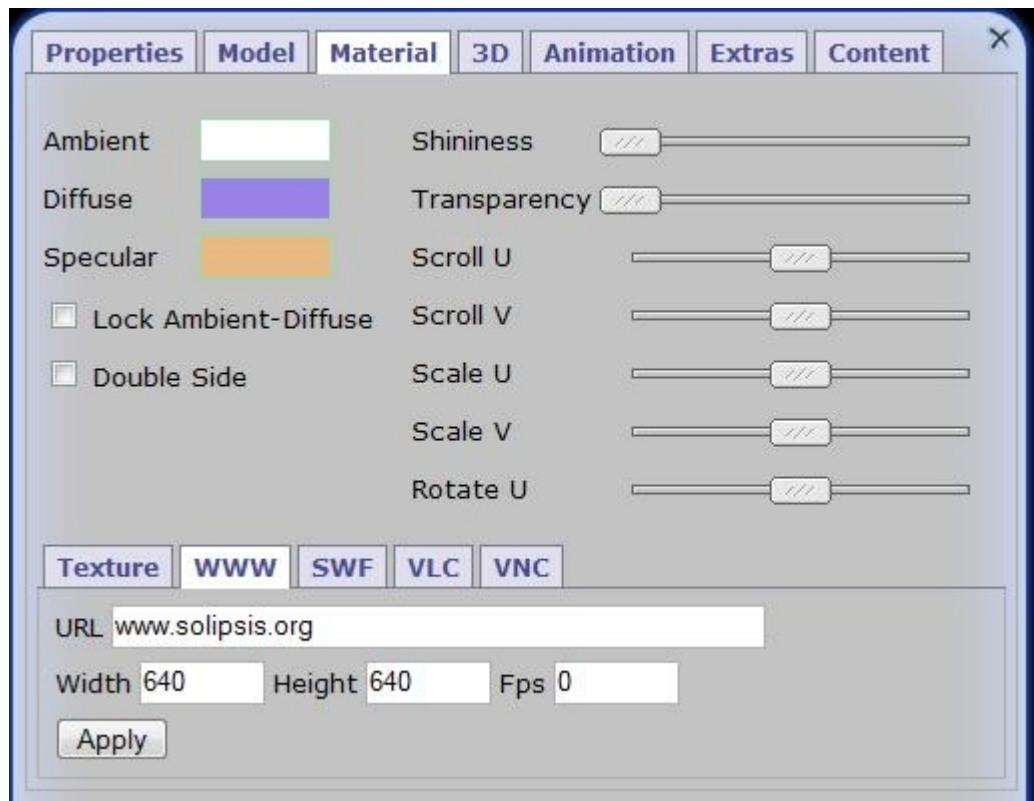 Properties Model Material 3D Animation Extras Content
Ambient Shininess
Diffuse Transparency
Specular Scroll U
Lock Ambient-Diffuse Scroll V
Double Side Scale U
Scale V
Rotate U
Texture WWW SWF VLC VNC
URL www.solipsis.org
Width 640 Height 640 Fps 0
Apply